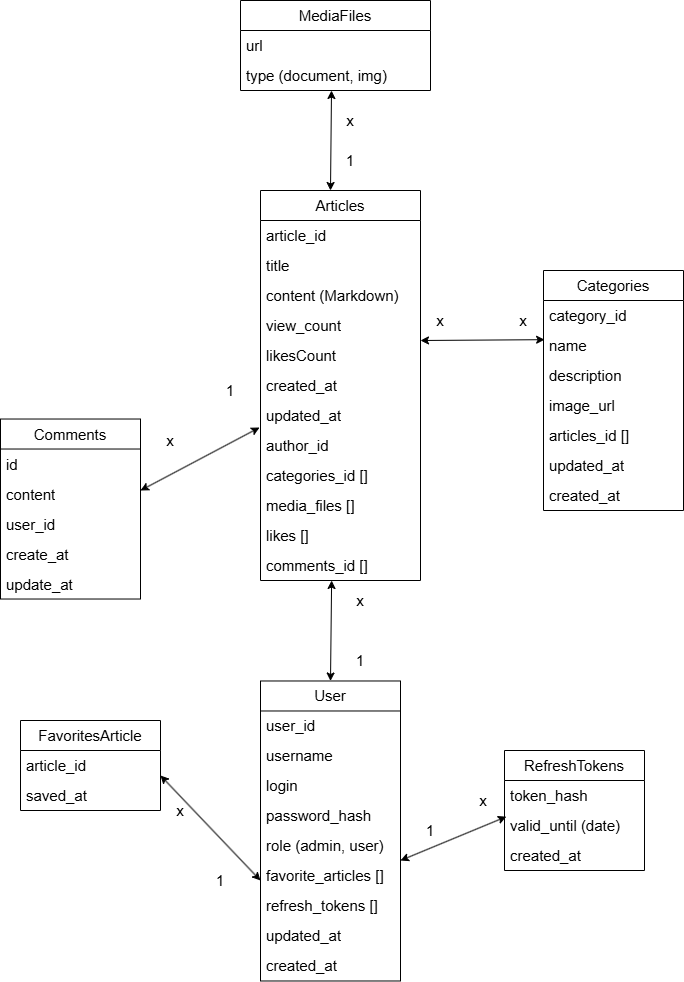 MediaFiles
url
type (document, img)
x
1
Articles
article_id
title
content (Markdown)
view_count
likesCount
created_at
updated_at
author_id
categories_id []
media_files []
likes []
comments_id []
x
x
Categories
category_id
name
description
image_url
articles_id []
updated_at
created_at
1
x
Comments
id
content
user_id
create_at
update_at
x
1
User
user_id
username
login
password_hash
role (admin, user)
favorite_articles []
refresh_tokens []
updated_at
created_at
FavoritesArticle
article_id
saved_at
x
1
RefreshTokens
token_hash
valid_until (date)
created_at
x
1